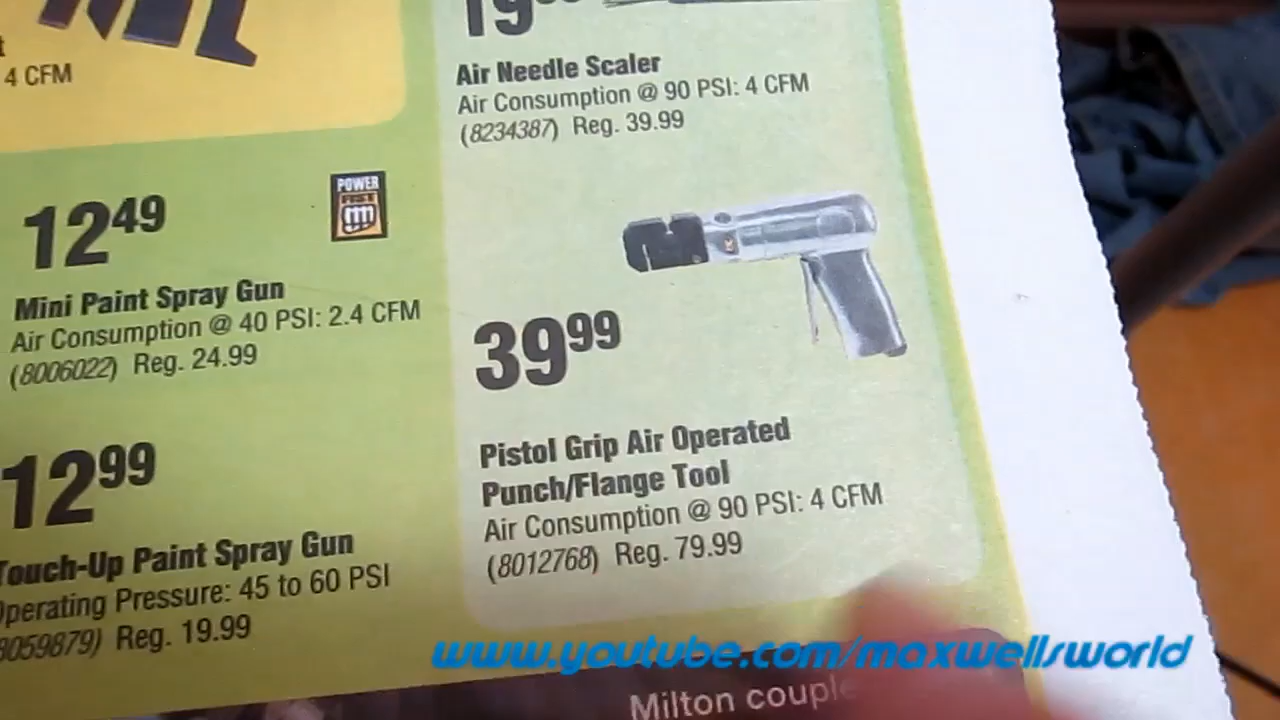 4 CFM
19
Air Needle Scaler
Air Consumption @ 90 PSI: 4 CFM
(8234387) Reg. 39.99
POWER
FIST
12 49
Mini Paint Spray Gun
Air Consumption @ 40 PSI: 2.4 CFM
(8006022) Reg. 24.99
39 99
Pistol Grip Air Operated
Punch/Flange Tool
Air Consumption @ 90 PSI: 4 CFM
(8012768) Reg. 79.99
12 99
Touch-Up Paint Spray Gun
Operating Pressure: 45 to 60 PSI
8059879) Reg. 19.99
www.youtube.com/maxwellsworld
Milton couple